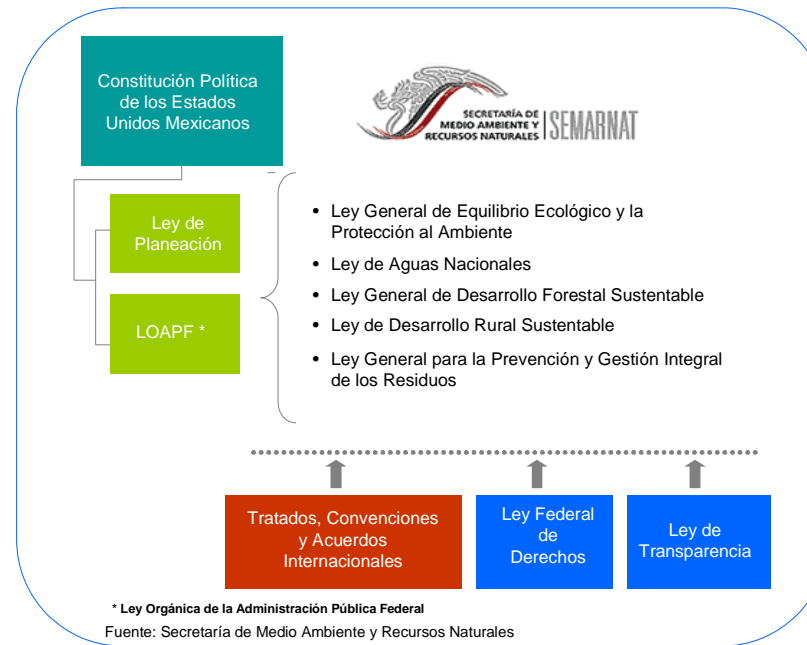 Constitución Política
de los Estados
Unidos Mexicanos
SECRETARÍA DE
MEDIO AMBIENTE Y
RECURSOS NATURALES
SEMARNAT
Ley de
Planeación
LOAPF *
• Ley General de Equilibrio Ecológico y la
Protección al Ambiente
• Ley de Aguas Nacionales
• Ley General de Desarrollo Forestal Sustentable
• Ley de Desarrollo Rural Sustentable
• Ley General para la Prevención y Gestión Integral
de los Residuos
Tratados, Convenciones
y Acuerdos
Internacionales
Ley Federal
de
Derechos
Ley de
Transparencia
* Ley Orgánica de la Administración Pública Federal
Fuente: Secretaría de Medio Ambiente y Recursos Naturales